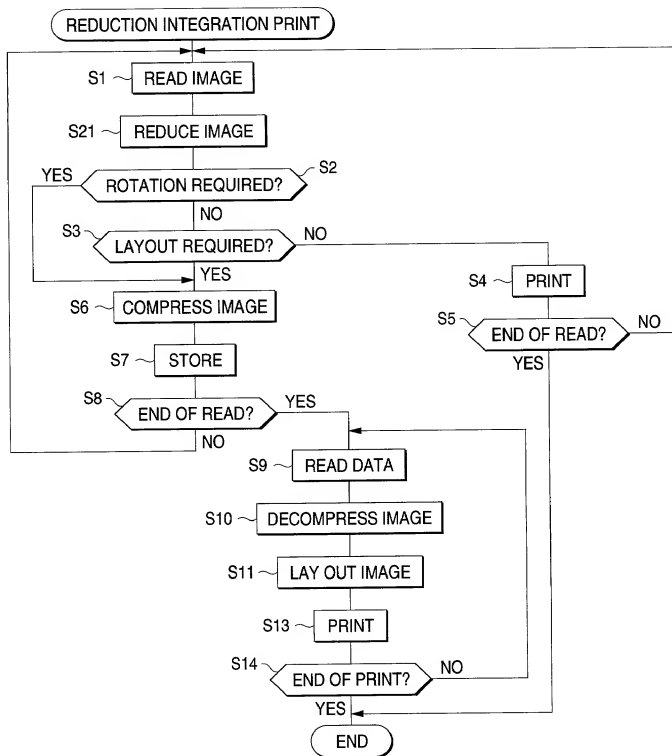 REDUCTION INTEGRATION PRINT
S1 READ IMAGE
S21 REDUCE IMAGE
S2
YES ROTATION REQUIRED?
NO
S3 LAYOUT REQUIRED? NO
YES
S4 PRINT
S6 COMPRESS IMAGE
S5 END OF READ? NO
YES
S7 STORE
S8 END OF READ? YES
NO
S9 READ DATA
S10 DECOMPRESS IMAGE
S11 LAY OUT IMAGE
S13 PRINT
S14 END OF PRINT? NO
YES
END